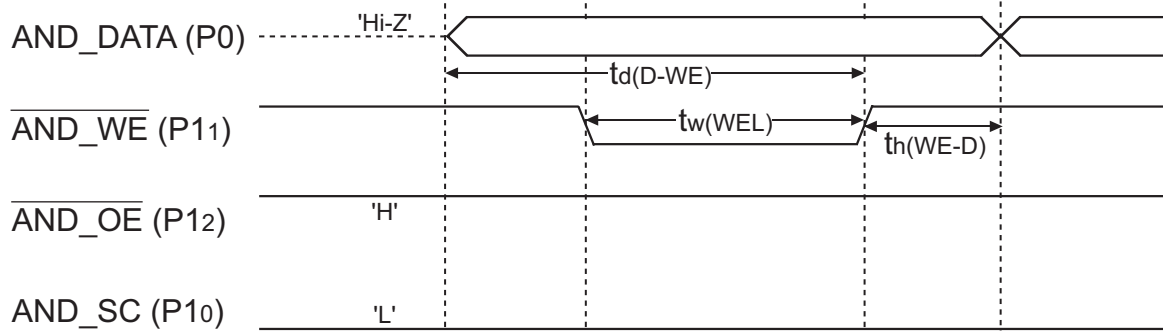 AND_DATA (P0) 'Hi-Z'
td(D-WE)
AND_WE (P11) tw(WEL)
th(WE-D)
AND_OE (P12) 'H'
AND_SC (P10) 'L'